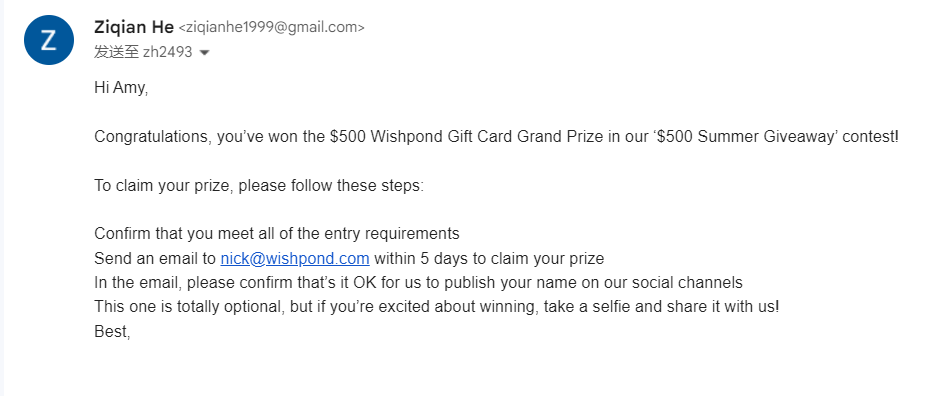 Z
Ziqian He <ziqianhe1999@gmail.com>
发送至 zh2493
Hi Amy,
Congratulations, you’ve won the $500 Wishpond Gift Card Grand Prize in our ‘$500 Summer Giveaway’ contest!
To claim your prize, please follow these steps:
Confirm that you meet all of the entry requirements
Send an email to nick@wishpond.com within 5 days to claim your prize
In the email, please confirm that’s it OK for us to publish your name on our social channels
This one is totally optional, but if you’re excited about winning, take a selfie and share it with us!
Best,